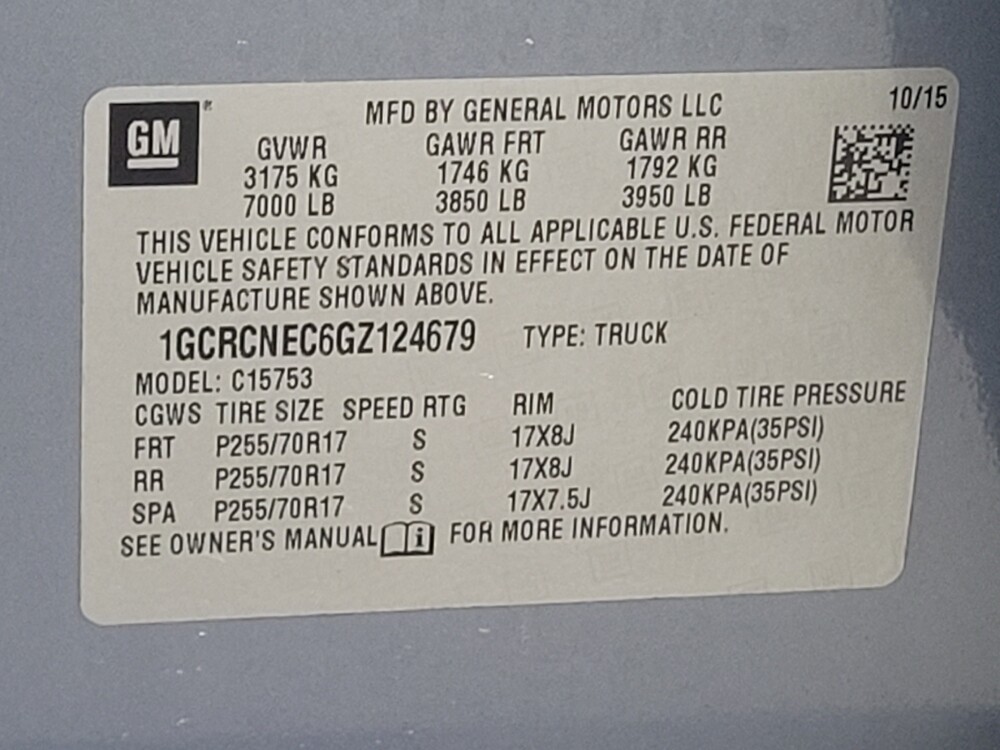 GM
MFD BY GENERAL MOTORS LLC 10/15
GVWR GAWR FRT GAWR RR
3175 KG 1746 KG 1792 KG
7000 LB 3850 LB 3950 LB
THIS VEHICLE CONFORMS TO ALL APPLICABLE U.S. FEDERAL MOTOR
VEHICLE SAFETY STANDARDS IN EFFECT ON THE DATE OF
MANUFACTURE SHOWN ABOVE.
1GCRCNEC6GZ124679 TYPE: TRUCK
MODEL: C15753
CGWS TIRE SIZE SPEED RTG RIM COLD TIRE PRESSURE
FRT P255/70R17 S 17X8J 240KPA(35PSI)
RR P255/70R17 S 17X8J 240KPA(35PSI)
SPA P255/70R17 S 17X7.5J 240KPA(35PSI)
SEE OWNER'S MANUAL i FOR MORE INFORMATION.